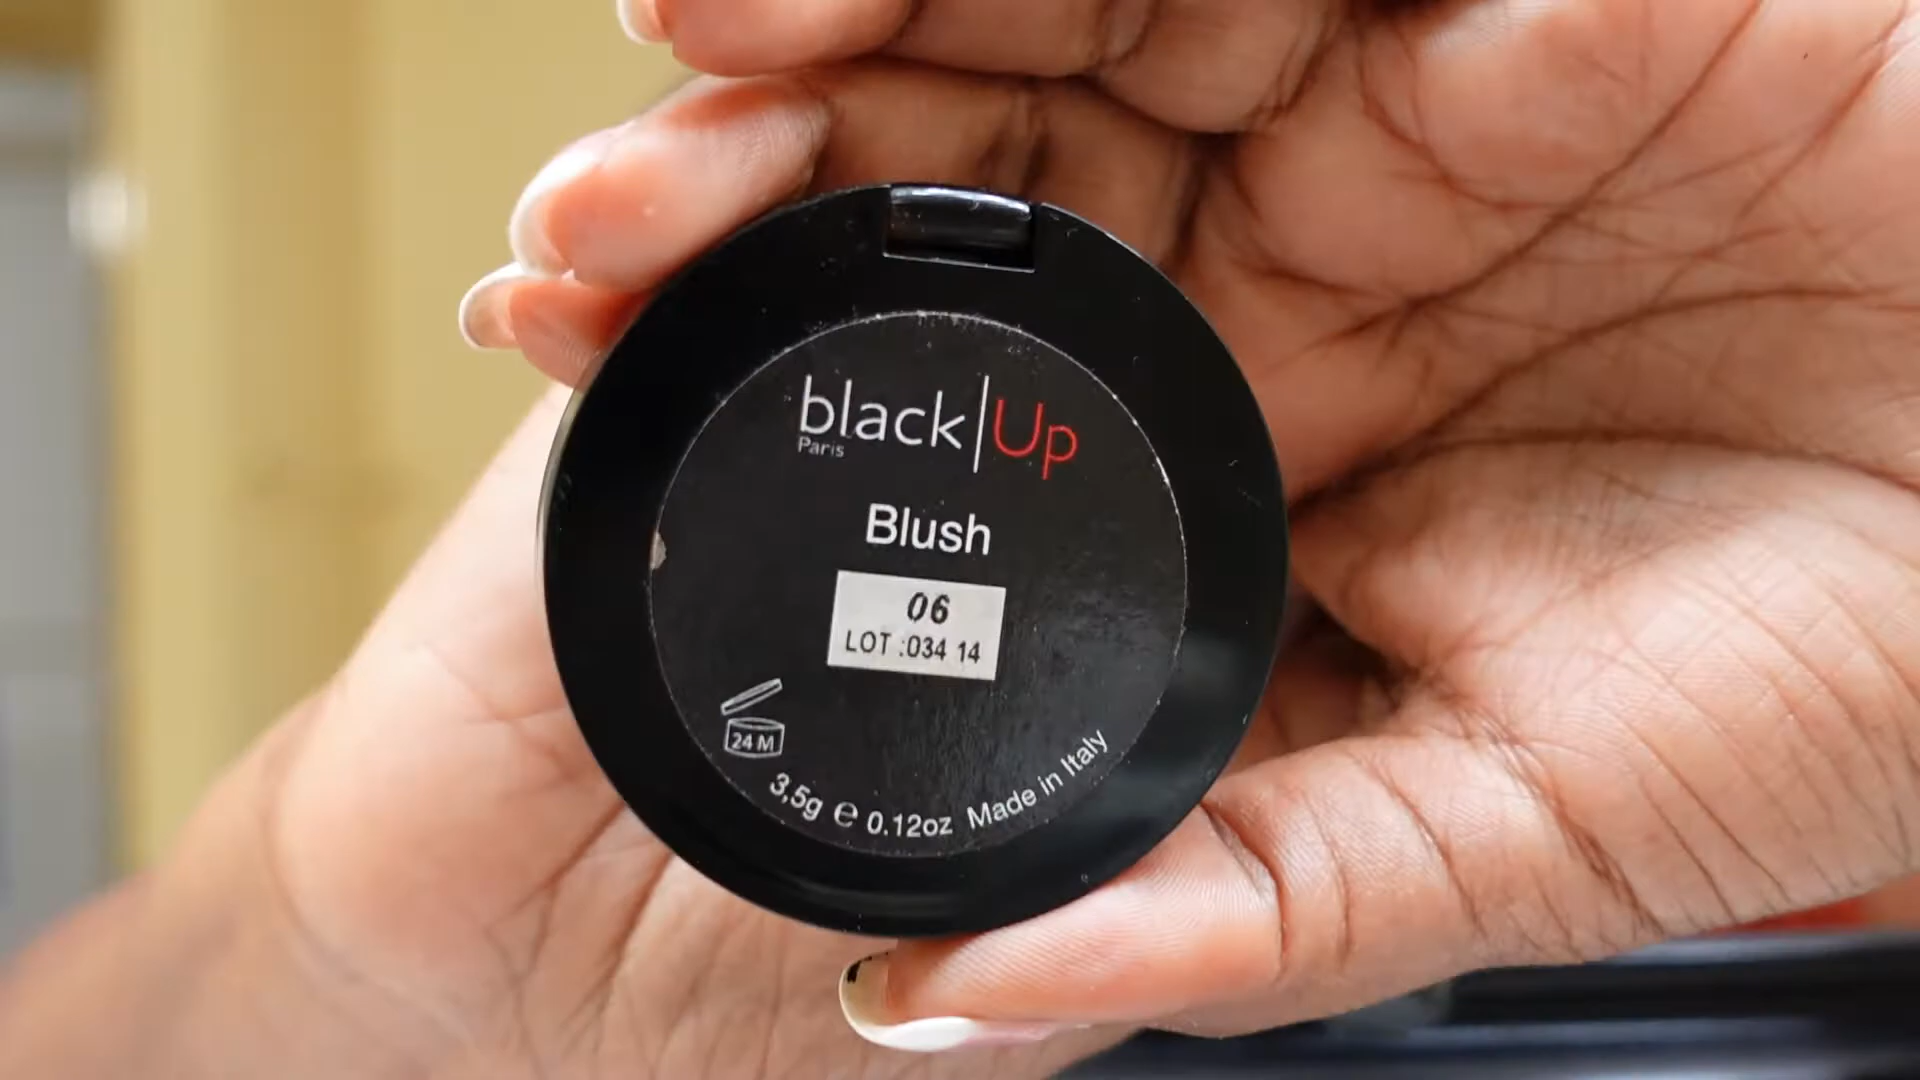 black|Up
Paris
Blush
06
LOT :034 14
24 M
3,5g ℮ 0.12oz Made in Italy